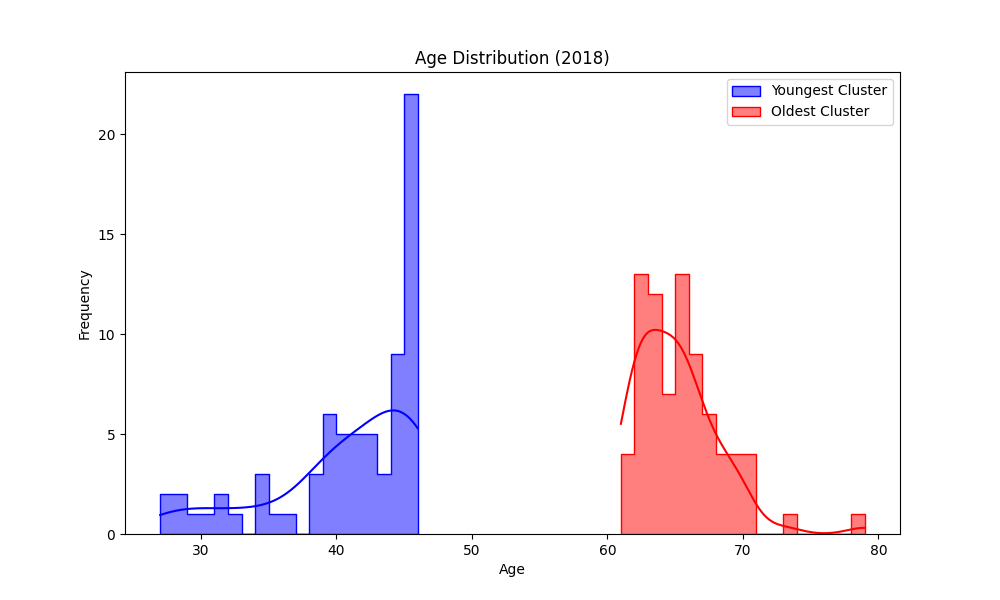 Age Distribution (2018)
Youngest Cluster
Oldest Cluster
Frequency
20
15
10
5
0
30 40 50 60 70 80
Age